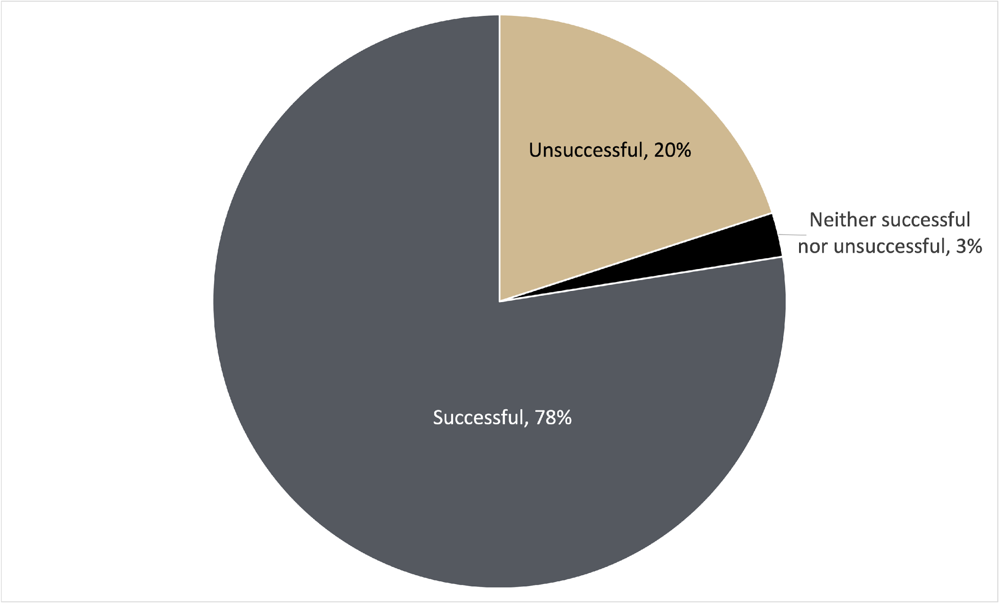 Unsuccessful, 20%
Neither successful
nor unsuccessful, 3%
Successful, 78%